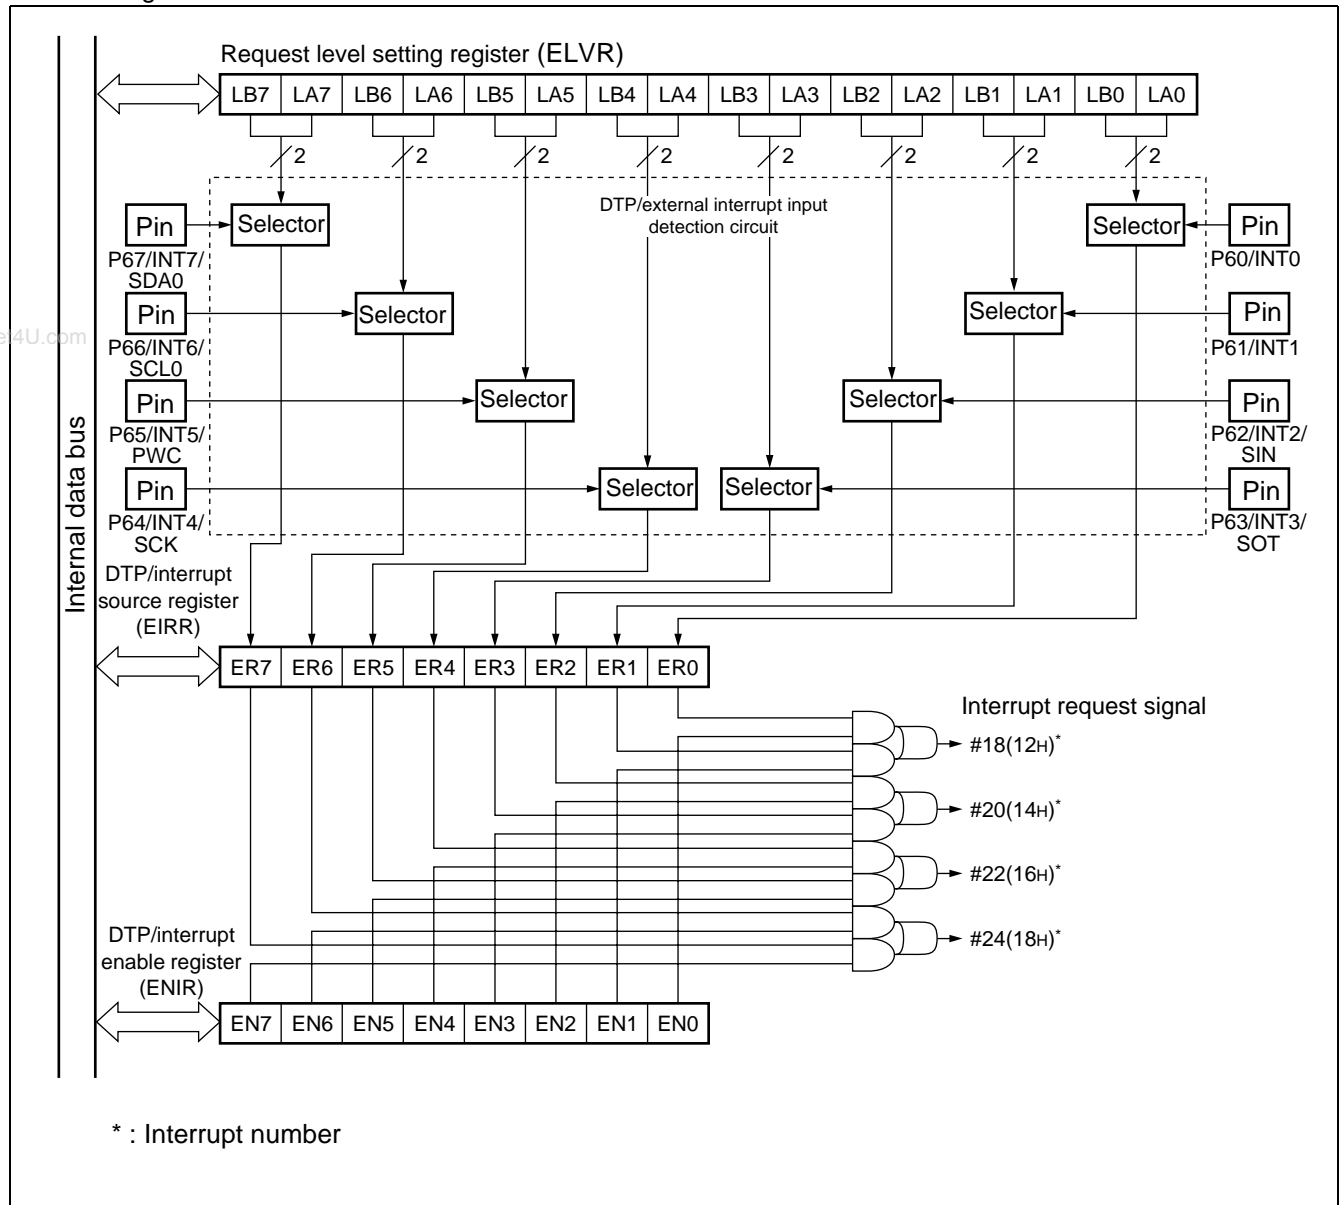 Request level setting register (ELVR)
LB7 LA7 LB6 LA6 LB5 LA5 LB4 LA4 LB3 LA3 LB2 LA2 LB1 LA1 LB0 LA0
2 2 2 2 2 2 2 2
DTP/external interrupt input
detection circuit
Pin Selector Selector Pin
P67/INT7/
SDA0
P60/INT0
Pin Selector Selector Pin
P66/INT6/
SCL0
P61/INT1
Pin Selector Selector Pin
P65/INT5/
PWC
P62/INT2/
SIN
Pin Selector Selector Pin
P64/INT4/
SCK
P63/INT3/
SOT
Internal data bus
DTP/interrupt
source register
(EIRR)
ER7 ER6 ER5 ER4 ER3 ER2 ER1 ER0
Interrupt request signal
#18(12H)*
#20(14H)*
#22(16H)*
#24(18H)*
DTP/interrupt
enable register
(ENIR)
EN7 EN6 EN5 EN4 EN3 EN2 EN1 EN0
* : Interrupt number